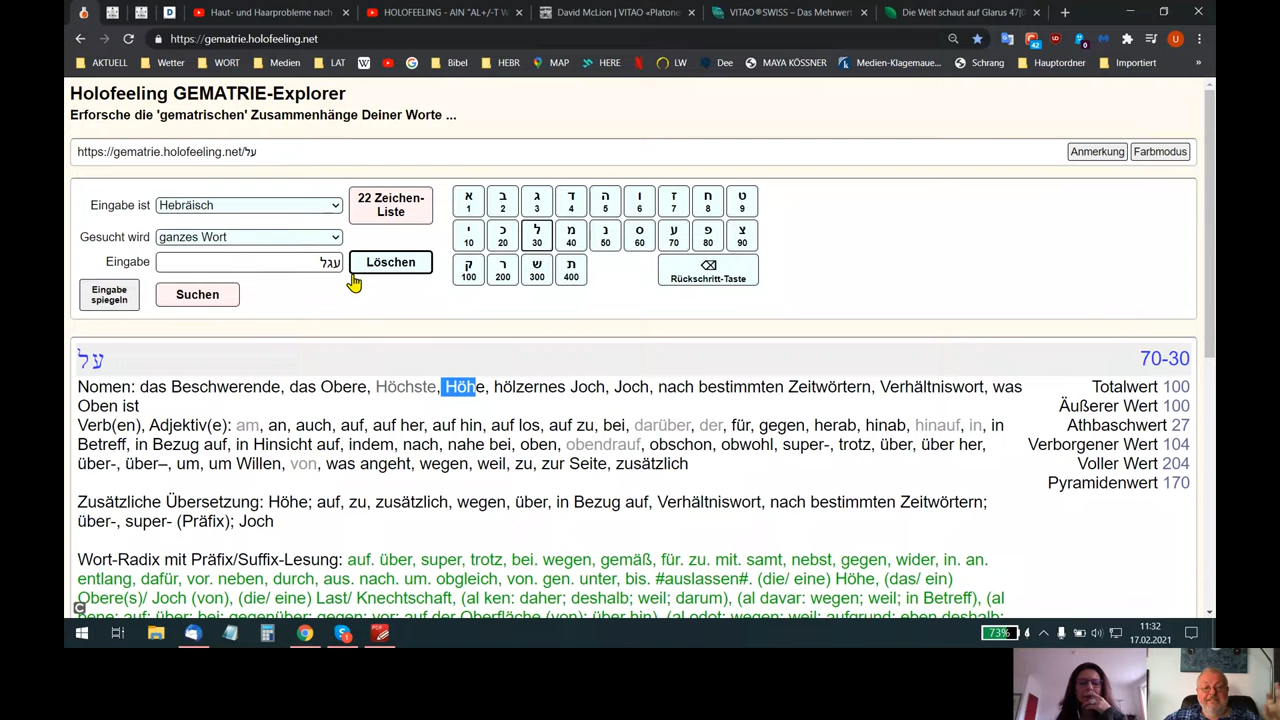 Haut- und Haarprobleme nach
HOLOFEELING - AIN "AL+/-T W
David McLion | VITAO »Platone
VITAO®SWISS – Das Mehrwert
Die Welt schaut auf Glarus 47|
https://gematrie.holofeeling.net
AKTUELL Wetter WORT Medien LAT Bibel HEBR MAP HERE LW Dee MAYA KÖSSNER Medien-Klagemaue... Schrang Hauptordner Importiert »
Holofeeling GEMATRIE-Explorer
Erforsche die 'gematrischen' Zusammenhänge Deiner Worte ...
https://gematrie.holofeeling.net/על
Anmerkung Farbmodus
Eingabe ist Hebräisch
22 Zeichen-
Liste
Gesucht wird ganzes Wort
Eingabe עגל Löschen
Eingabe
spiegeln
Suchen
א ב ג ד ה ו ז ח ט
1 2 3 4 5 6 7 8 9
י כ ל מ נ ס ע פ צ
10 20 30 40 50 60 70 80 90
ק ר ש ת
100 200 300 400
Rückschritt-Taste
על 70-30
Nomen: das Beschwerende, das Obere, Höchste, Höhe, hölzernes Joch, Joch, nach bestimmten Zeitwörtern, Verhältniswort, was
Oben ist
Verb(en), Adjektiv(e): am, an, auch, auf, auf her, auf hin, auf los, auf zu, bei, darüber, der, für, gegen, herab, hinab, hinauf, in, in
Betreff, in Bezug auf, in Hinsicht auf, indem, nach, nahe bei, oben, obendrauf, obschon, obwohl, super-, trotz, über, über her,
über-, über–, um, um Willen, von, was angeht, wegen, weil, zu, zur Seite, zusätzlich
Totalwert 100
Äußerer Wert 100
Athbaschwert 27
Verborgener Wert 104
Voller Wert 204
Pyramidenwert 170
Zusätzliche Übersetzung: Höhe; auf, zu, zusätzlich, wegen, über, in Bezug auf, Verhältniswort, nach bestimmten Zeitwörtern;
über-, super- (Präfix); Joch
Wort-Radix mit Präfix/Suffix-Lesung: auf. über, super, trotz, bei. wegen, gemäß, für. zu. mit. samt, nebst, gegen, wider, in. an.
entlang, dafür, vor. neben, durch, aus. nach. um. obgleich, von. gen. unter, bis. #auslassen#. (die/ eine) Höhe, (das/ ein)
Obere(s)/ Joch (von), (die/ eine) Last/ Knechtschaft, (al ken: daher; deshalb; weil; darum), (al davar: wegen; weil; in Betreff), (al
73%
11:32
17.02.2021